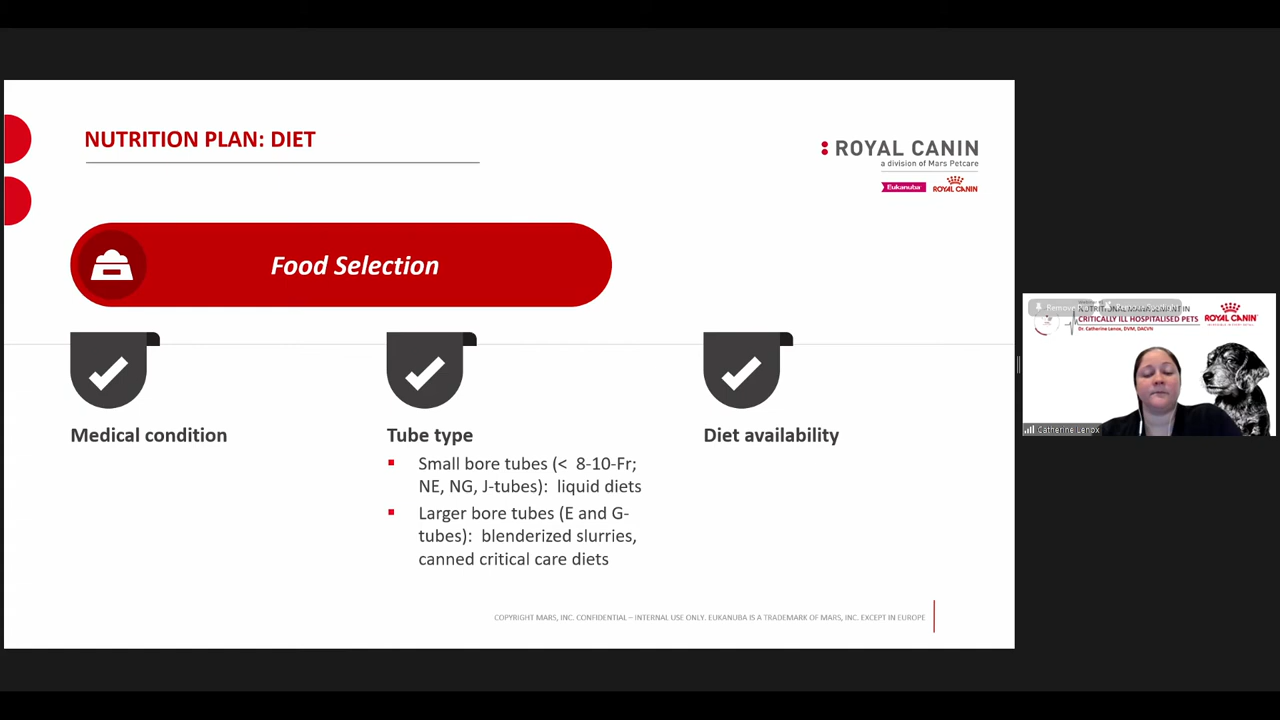 NUTRITION PLAN: DIET
ROYAL CANIN
a division of Mars Petcare
Eukanuba
ROYAL CANIN
Food Selection
Medical condition
Tube type
Small bore tubes (< 8-10-Fr;
NE, NG, J-tubes): liquid diets
Larger bore tubes (E and G-
tubes): blenderized slurries,
canned critical care diets
Diet availability
COPYRIGHT MARS, INC. CONFIDENTIAL – INTERNAL USE ONLY. EUKANUBA IS A TRADEMARK OF MARS, INC. EXCEPT IN EUROPE
NUTRITIONAL MANAGEMENT IN
CRITICALLY ILL HOSPITALISED PETS
Dr. Catherine Lenox, DVM, DACVN
ROYAL CANIN
Catherine Lenox